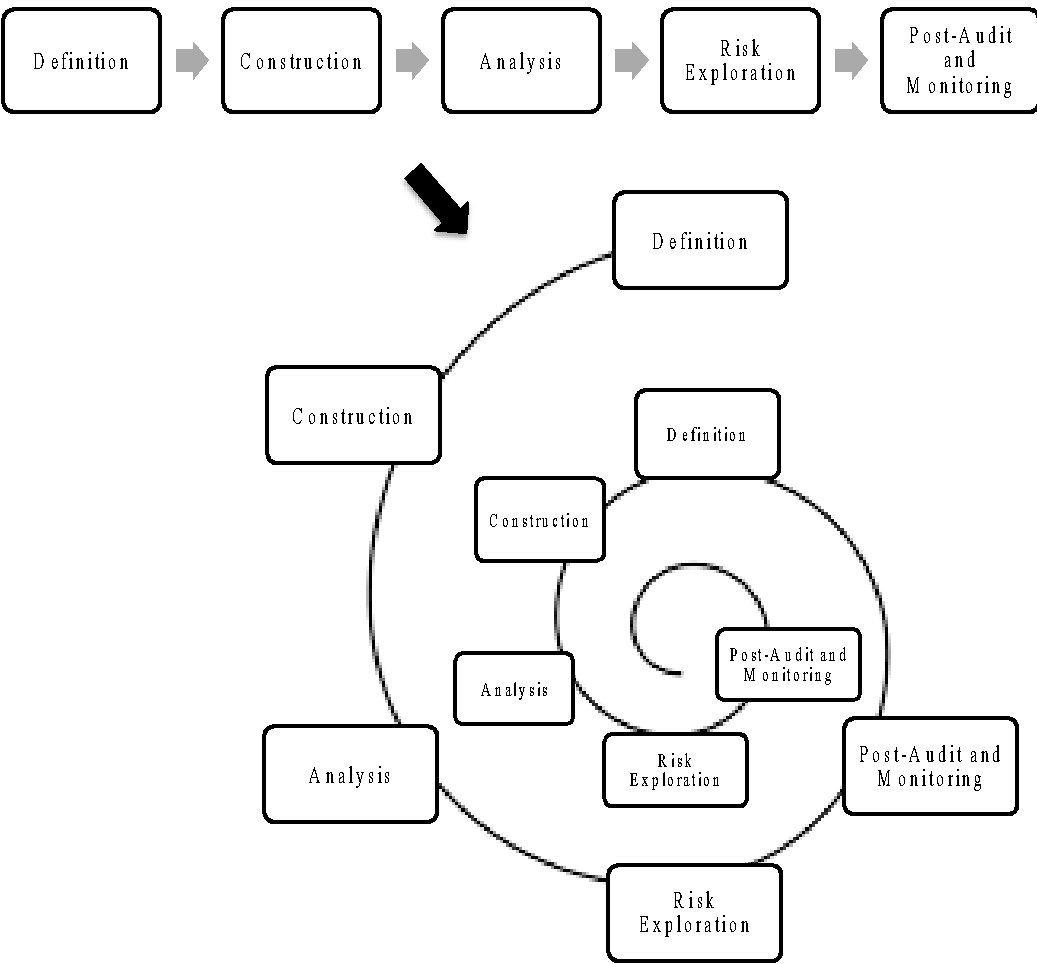 Definition
Construction
Analysis
Risk
Exploration
Post-Audit
and
Monitoring
Definition
Construction
Definition
Construction
Analysis
Post-Audit and
Monitoring
Risk
Exploration
Analysis
Post-Audit and
Monitoring
Risk
Exploration